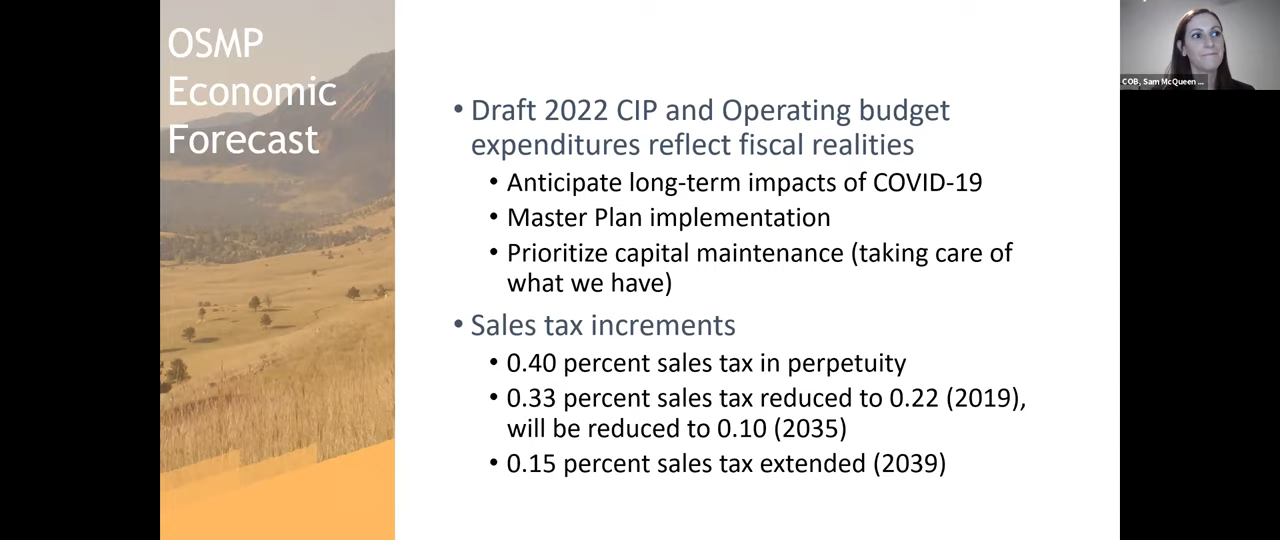 OSMP
Economic
Forecast
• Draft 2022 CIP and Operating budget
expenditures reflect fiscal realities
• Anticipate long-term impacts of COVID-19
• Master Plan implementation
• Prioritize capital maintenance (taking care of
what we have)
• Sales tax increments
• 0.40 percent sales tax in perpetuity
• 0.33 percent sales tax reduced to 0.22 (2019),
will be reduced to 0.10 (2035)
• 0.15 percent sales tax extended (2039)
COB, Sam McQueen ...